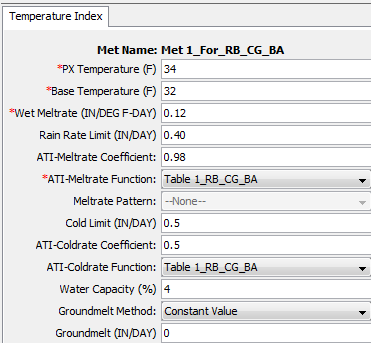 Temperature Index
Met Name: Met 1_For_RB_CG_BA
*PX Temperature (F) 34
*Base Temperature (F) 32
*Wet Meltrate (IN/DEG F-DAY) 0.12
Rain Rate Limit (IN/DAY) 0.40
ATI-Meltrate Coefficient: 0.98
*ATI-Meltrate Function: Table 1_RB_CG_BA
Meltrate Pattern: --None--
Cold Limit (IN/DAY) 0.5
ATI-Coldrate Coefficient: 0.5
ATI-Coldrate Function: Table 1_RB_CG_BA
Water Capacity (%) 4
Groundmelt Method: Constant Value
Groundmelt (IN/DAY) 0